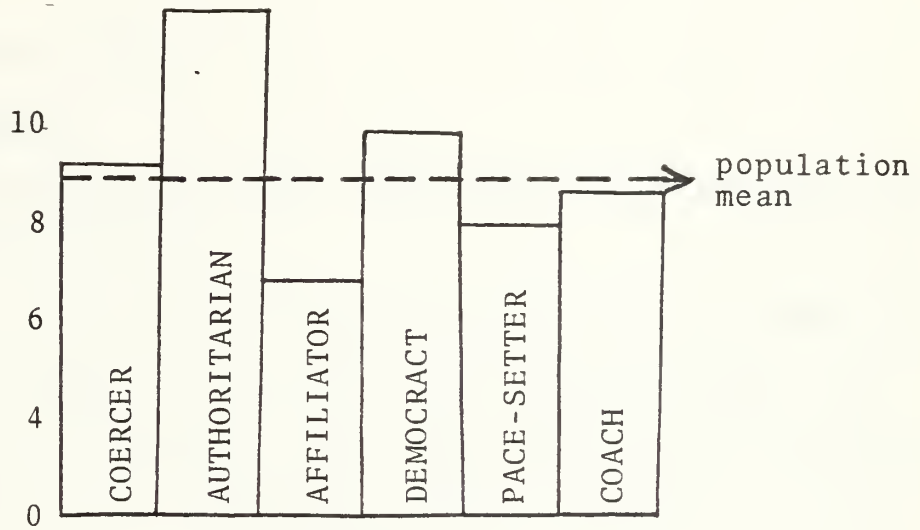 10
8
6
4
0
population
mean
COERCER
AUTHORITARIAN
AFFILIATOR
DEMOCRACT
PACE-SETTER
COACH